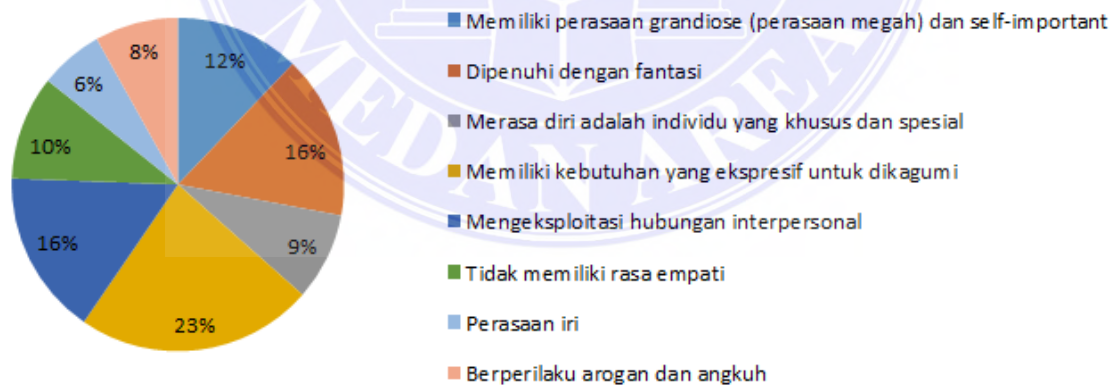 8%
12%
6%
16%
10%
16%
9%
23%
Memiliki perasaan grandiose (perasaan megah) dan self-important
Dipenuhi dengan fantasi
Merasa diri adalah individu yang khusus dan spesial
Memiliki kebutuhan yang ekspresif untuk dikagumi
Mengeksploitasi hubungan interpersonal
Tidak memiliki rasa empati
Perasaan iri
Berperilaku arogan dan angkuh
MEDAN AREA